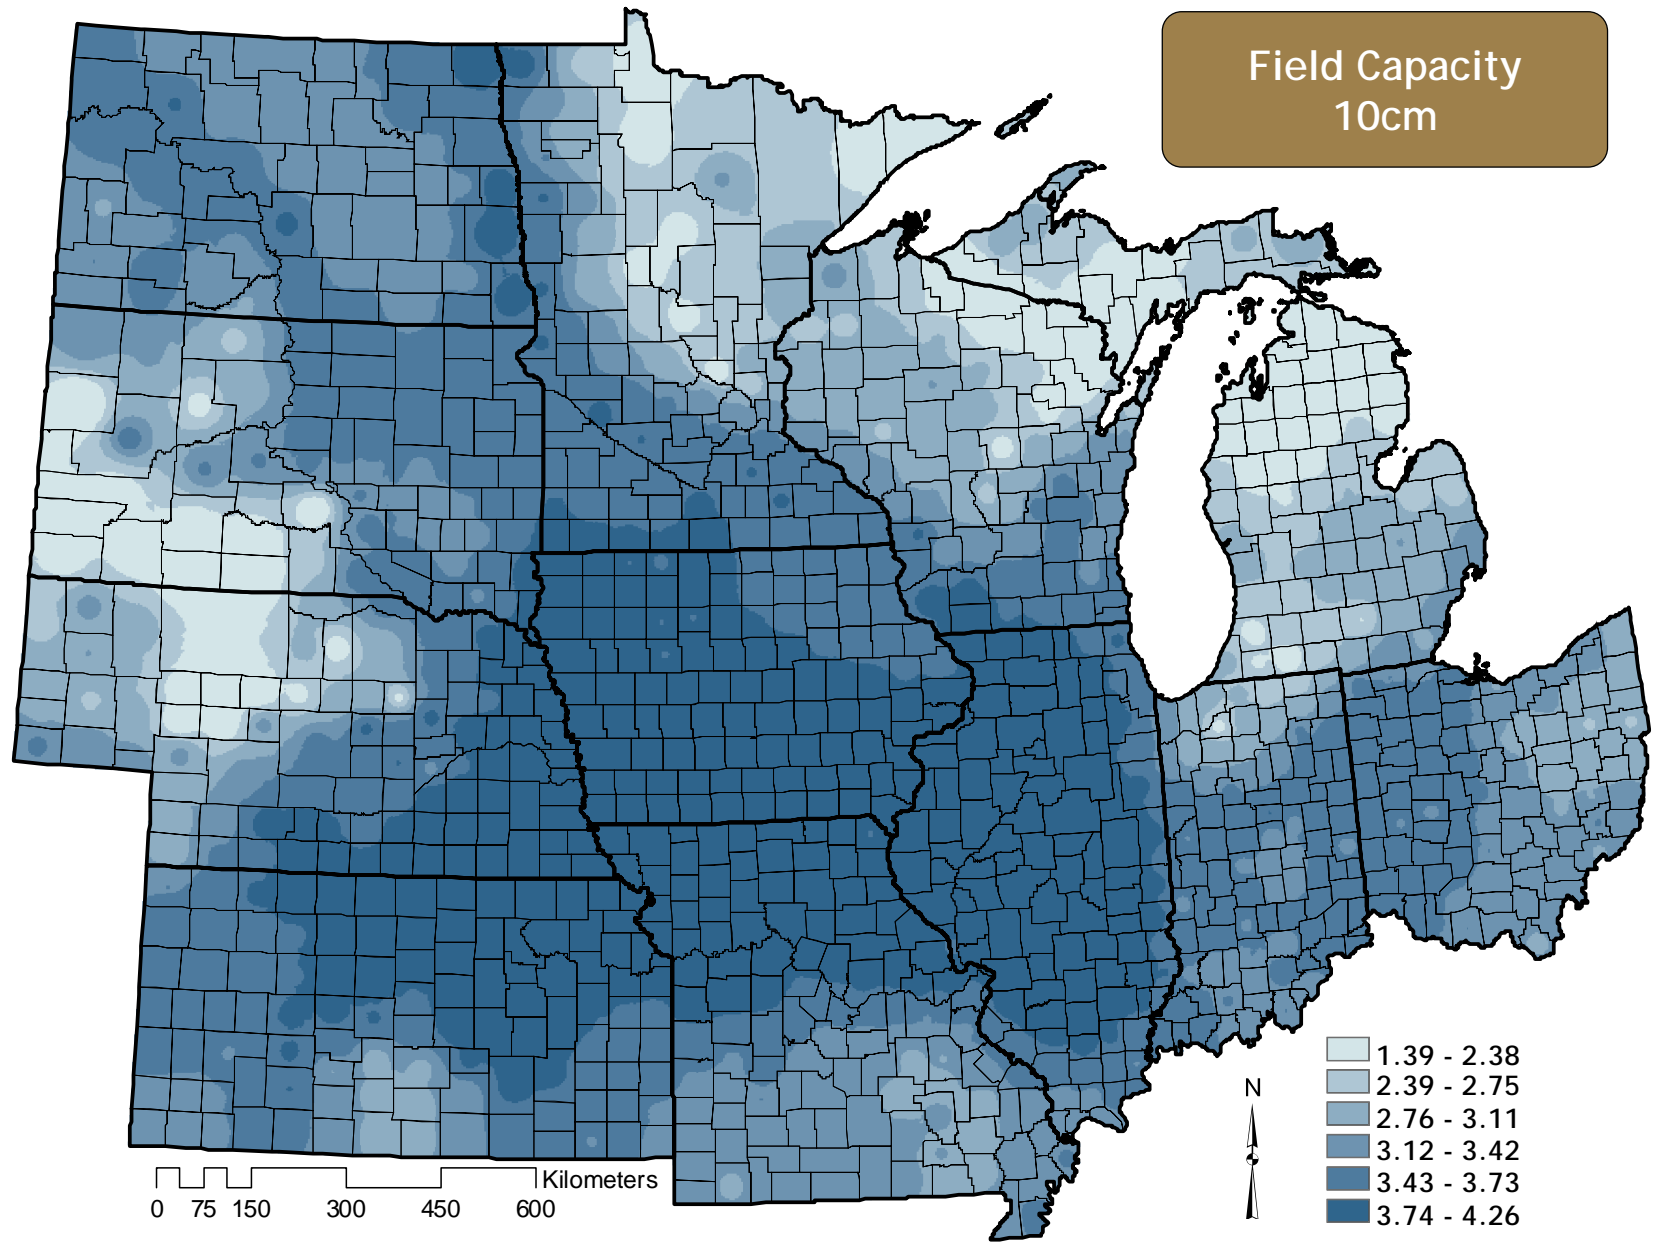 Field Capacity
10cm
1.39 - 2.38
2.39 - 2.75
2.76 - 3.11
3.12 - 3.42
3.43 - 3.73
3.74 - 4.26
N
Kilometers
0 75 150 300 450 600